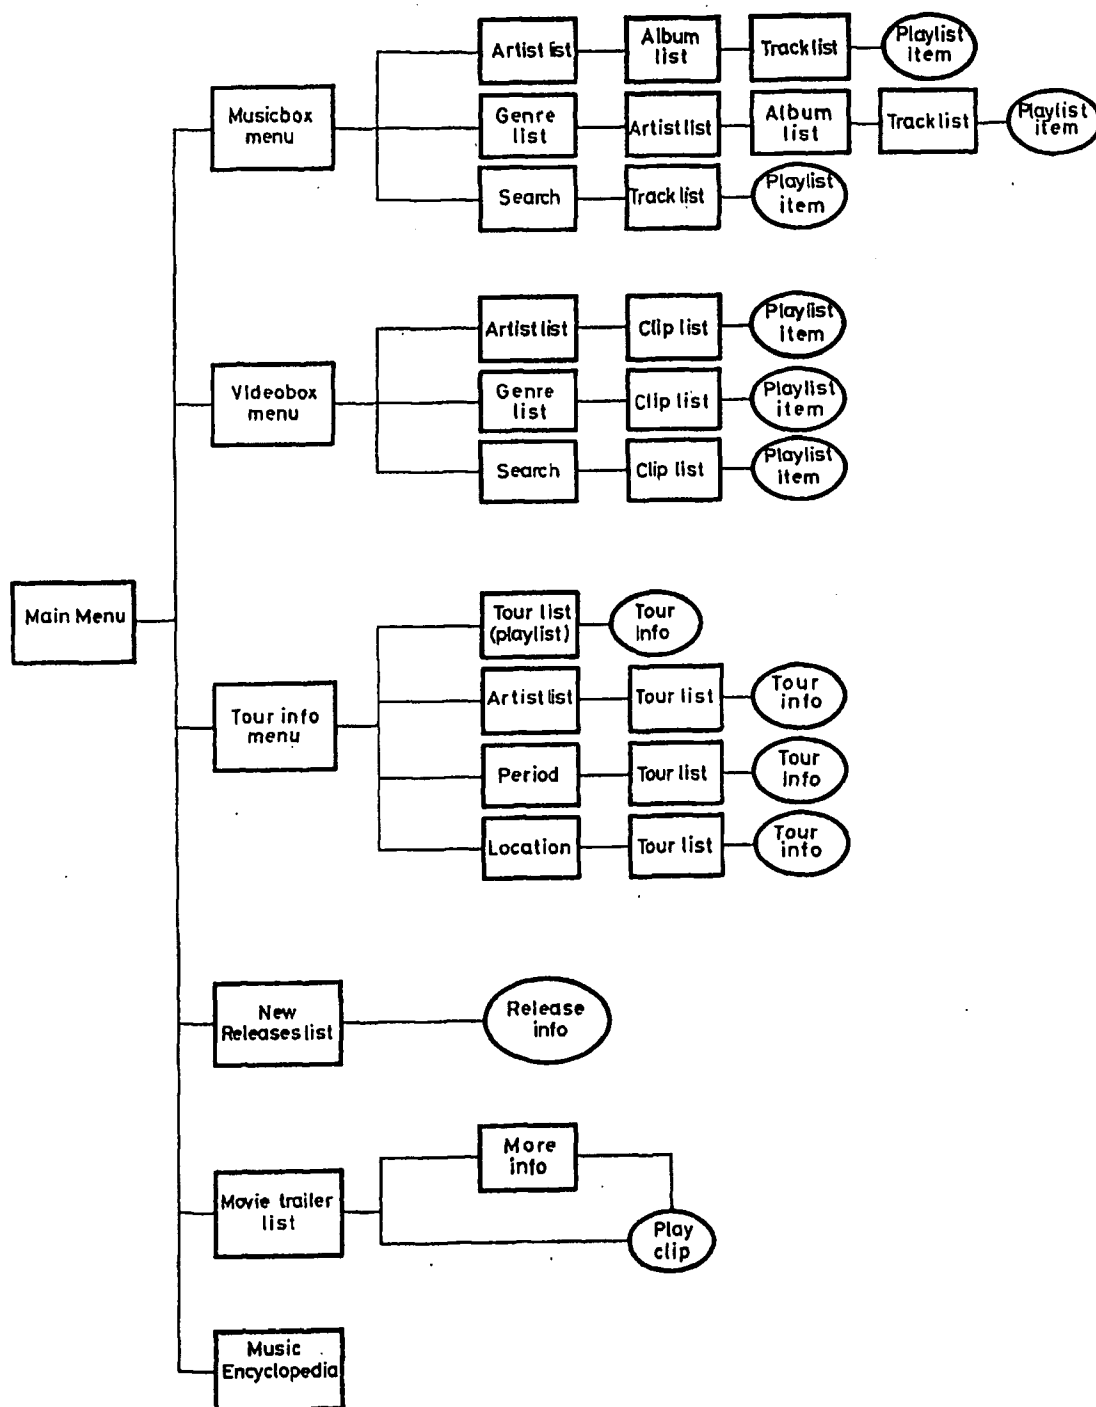 Main Menu
Musicbox
menu
Artist list
Album
list
Track list
Playlist
item
Genre
list
Artist list
Album
list
Track list
Playlist
item
Search
Track list
Playlist
item
Videobox
menu
Artist list
Clip list
Playlist
item
Genre
list
Clip list
Playlist
item
Search
Clip list
Playlist
item
Tour info
menu
Tour list
(playlist)
Tour
info
Artist list
Tour list
Tour
info
Period
Tour list
Tour
info
Location
Tour list
Tour
info
New
Releases list
Release
info
Movie trailer
list
More
info
Play
clip
Music
Encyclopedia